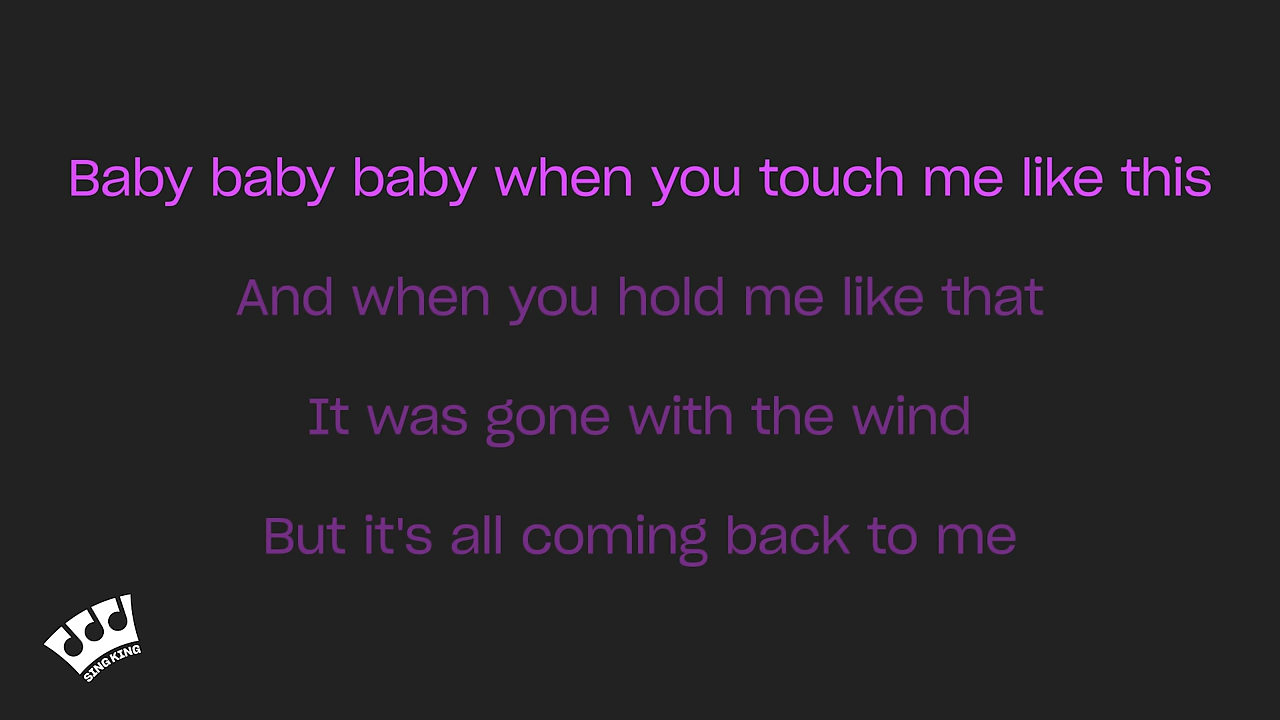 Baby baby baby when you touch me like this
And when you hold me like that
It was gone with the wind
But it's all coming back to me
SING KING